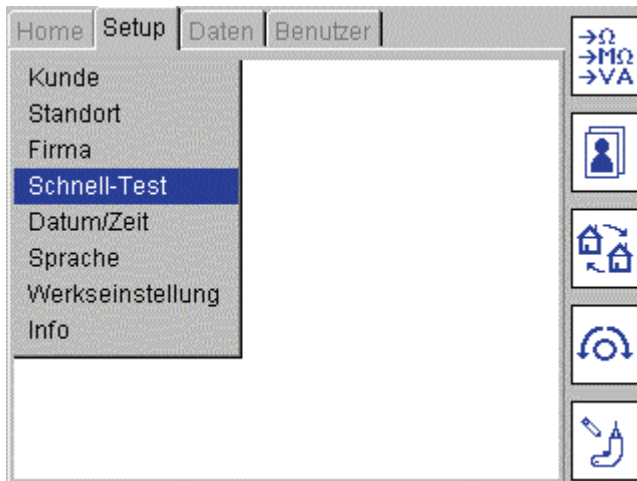 Home Setup Daten Benutzer
Kunde
Standort
Firma
Schnell-Test
Datum/Zeit
Sprache
Werkseinstellung
Info
→Ω
→MΩ
→VA